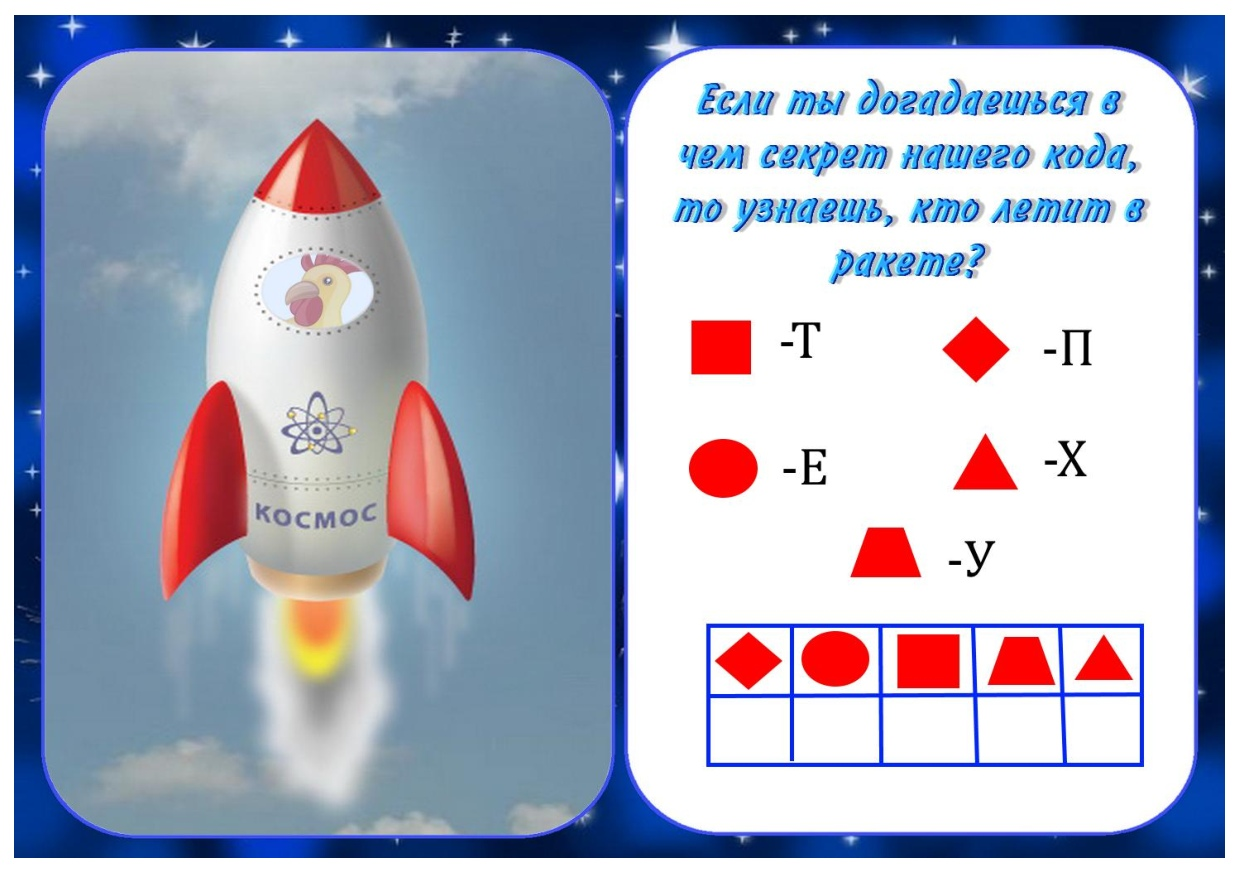 КОСМОС
Если ты догадаешься в
чем секрет нашего кода,
то узнаешь, кто летит в
ракете?
-Т
-П
-Е
-Х
-У